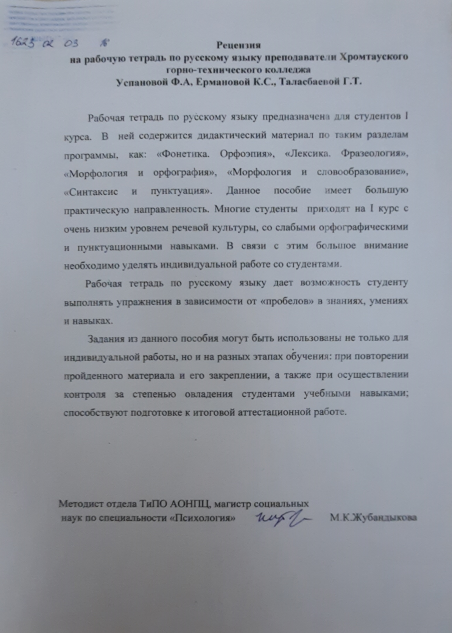 1623 02 03
Рецензия
на рабочую тетрадь по русскому языку преподаватели Хромтауского
горно-технического колледжа
Успановой Ф.А. Ермановой К.С., Таласбаевой Г.Т.
Рабочая тетрадь по русскому языку предназначена для студентов I
курса. В ней содержится дидактический материал по таким разделам
программы, как: «Фонетика. Орфоэпия», «Лексика. Фразеология»,
«Морфология и орфография», «Морфология и словообразование»,
«Синтаксис и пунктуация». Данное пособие имеет большую
практическую направленность. Многие студенты приходят на I курс с
очень низким уровнем речевой культуры, со слабыми орфографическими
и пунктуационными навыками. В связи с этим большое внимание
необходимо уделять индивидуальной работе со студентами.
Рабочая тетрадь по русскому языку дает возможность студенту
выполнять упражнения в зависимости от «пробелов» в знаниях, умениях
и навыках.
Задания из данного пособия могут быть использованы не только для
индивидуальной работы, но и на разных этапах обучения: при повторении
пройденного материала и его закреплении, а также при осуществлении
контроля за степенью овладения студентами учебными навыками;
способствуют подготовке к итоговой аттестационной работе.
Методист отдела ТиПО АОНПЦ, магистр социальных
наук по специальности «Психология» М.К.Жубандыкова